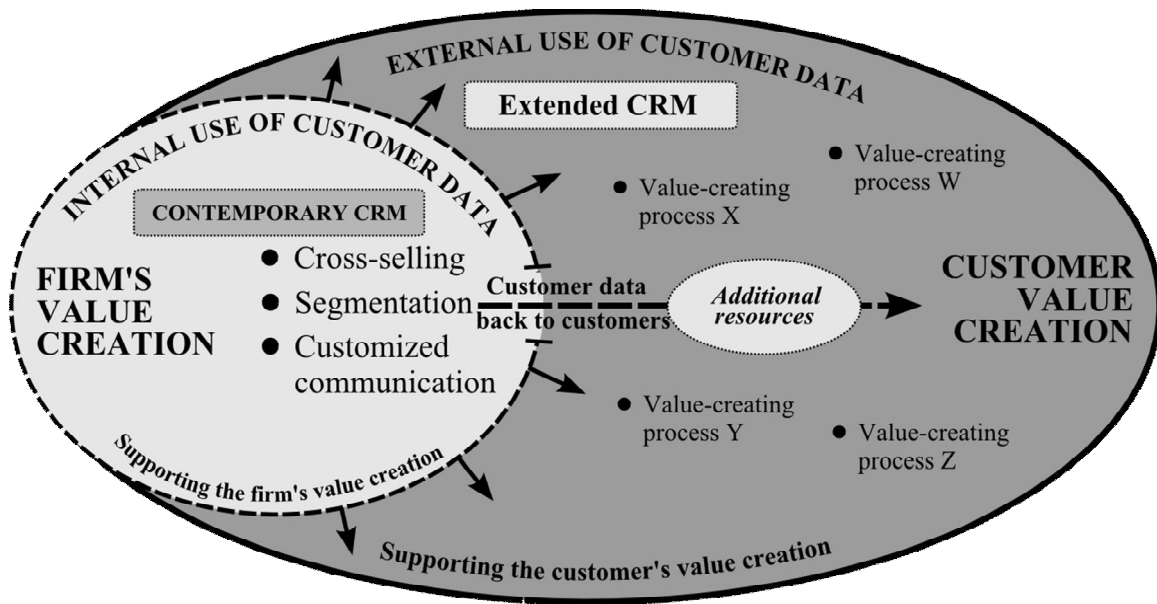 EXTERNAL USE OF CUSTOMER DATA
Extended CRM
INTERNAL USE OF CUSTOMER DATA
CONTEMPORARY CRM
FIRM'S
VALUE
CREATION
● Cross-selling
● Segmentation
● Customized
communication
Supporting the firm's value creation
Customer data
back to customers
Additional
resources
● Value-creating
process W
● Value-creating
process X
● Value-creating
process Y
● Value-creating
process Z
CUSTOMER
VALUE
CREATION
Supporting the customer's value creation